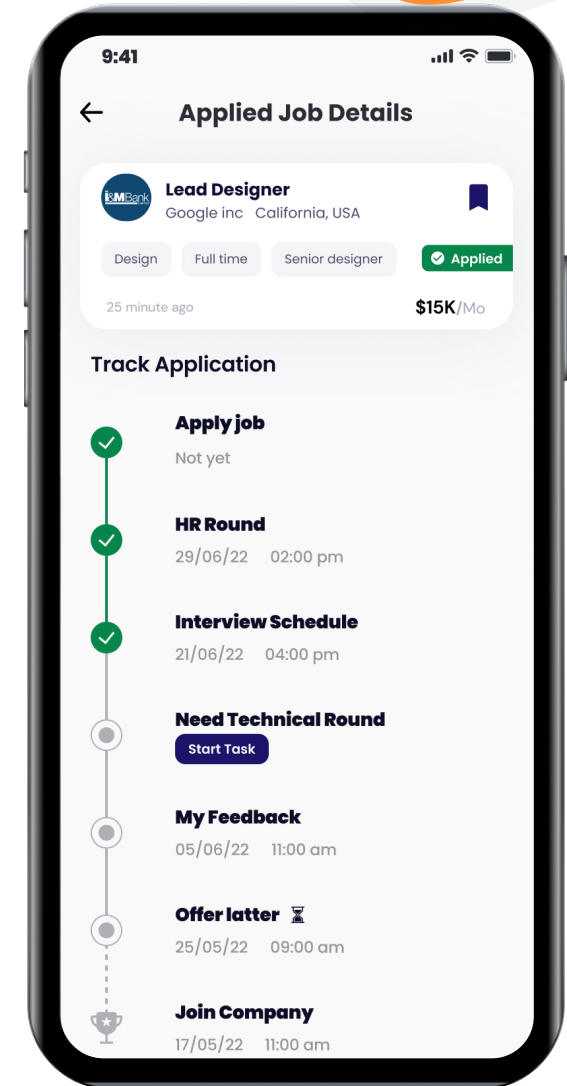 9:41
Applied Job Details
I&MBank
Lead Designer
Google inc California, USA
Design Full time Senior designer Applied
25 minute ago $15K/Mo
Track Application
Apply job
Not yet
HR Round
29/06/22 02:00 pm
Interview Schedule
21/06/22 04:00 pm
Need Technical Round
Start Task
My Feedback
05/06/22 11:00 am
Offer latter
25/05/22 09:00 am
Join Company
17/05/22 11:00 am